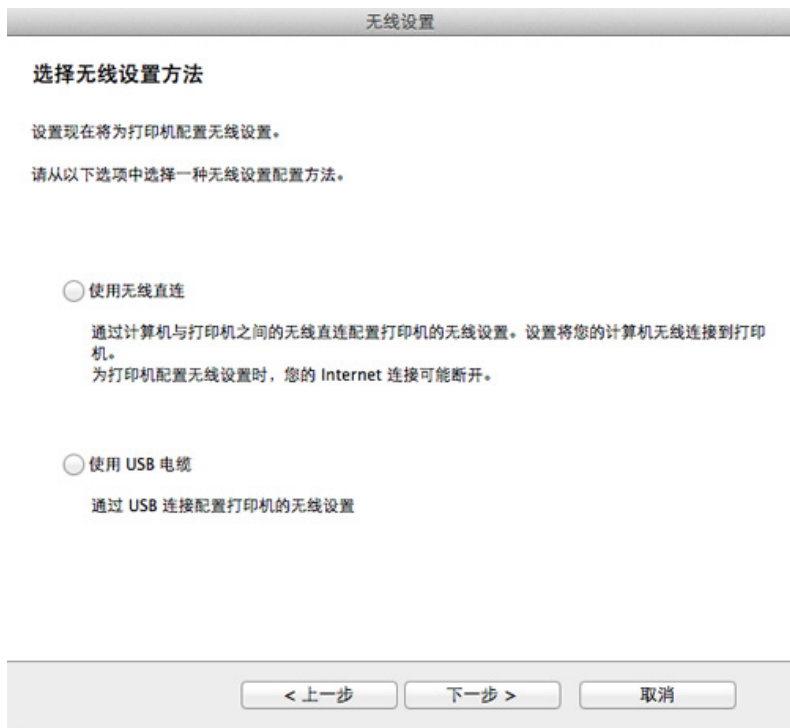 无线设置
选择无线设置方法
设置现在将为打印机配置无线设置。
请从以下选项中选择一种无线设置配置方法。
使用无线直连
通过计算机与打印机之间的无线直连配置打印机的无线设置。设置将您的计算机无线连接到打印
机。
为打印机配置无线设置时，您的 Internet 连接可能断开。
使用 USB 电缆
通过 USB 连接配置打印机的无线设置
< 上一步 下一步 > 取消